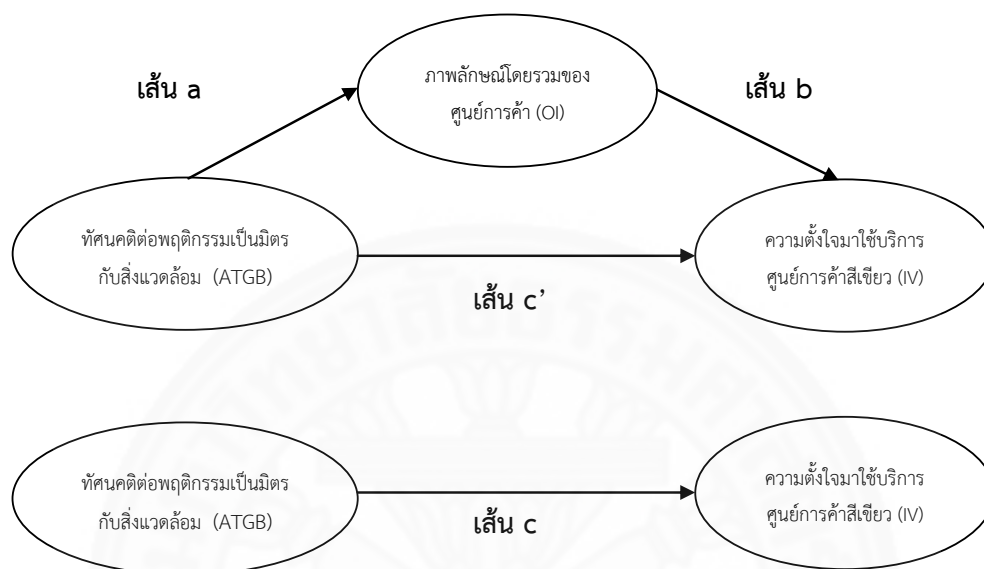 ภาพลักษณ์โดยรวมของ
ศูนย์การค้า (OI)
เส้น a
เส้น b
ทัศนคติต่อพฤติกรรมเป็นมิตร
กับสิ่งแวดล้อม (ATGB)
ความตั้งใจมาใช้บริการ
ศูนย์การค้าสีเขียว (IV)
เส้น c’
ทัศนคติต่อพฤติกรรมเป็นมิตร
กับสิ่งแวดล้อม (ATGB)
ความตั้งใจมาใช้บริการ
ศูนย์การค้าสีเขียว (IV)
เส้น c